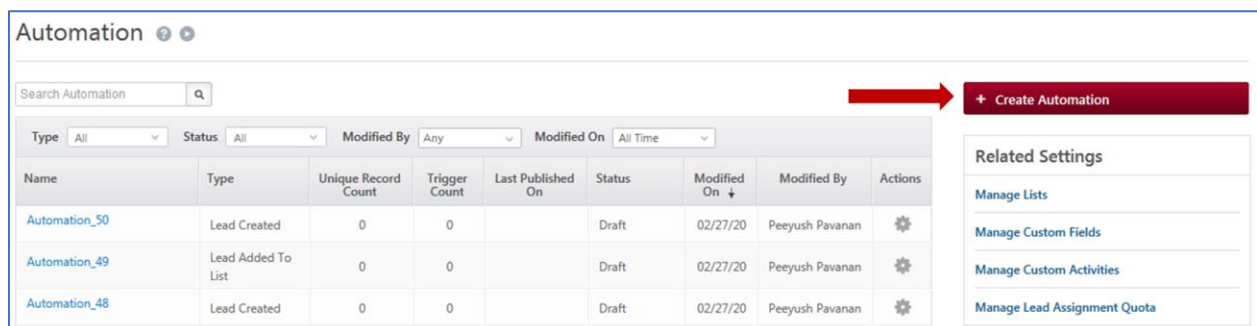 Automation
Search Automation
+ Create Automation
Type All Status All Modified By Any Modified On All Time
Name Type Unique Record Count Trigger Count Last Published On Status Modified On Modified By Actions
Automation_50 Lead Created 0 0 Draft 02/27/20 Peeyush Pavanan
Automation_49 Lead Added To List 0 0 Draft 02/27/20 Peeyush Pavanan
Automation_48 Lead Created 0 0 Draft 02/27/20 Peeyush Pavanan
Related Settings
Manage Lists
Manage Custom Fields
Manage Custom Activities
Manage Lead Assignment Quota